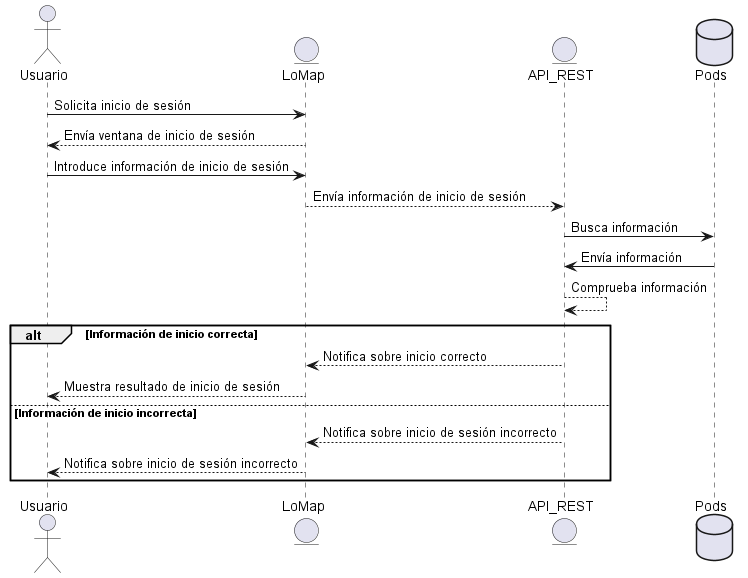 Usuario
LoMap
API_REST
Pods
Solicita inicio de sesión
Envía ventana de inicio de sesión
Introduce información de inicio de sesión
Envía información de inicio de sesión
Busca información
Envía información
Comprueba información
alt [Información de inicio correcta]
Notifica sobre inicio correcto
Muestra resultado de inicio de sesión
[Información de inicio incorrecta]
Notifica sobre inicio de sesión incorrecto
Notifica sobre inicio de sesión incorrecto
Usuario
LoMap
API_REST
Pods